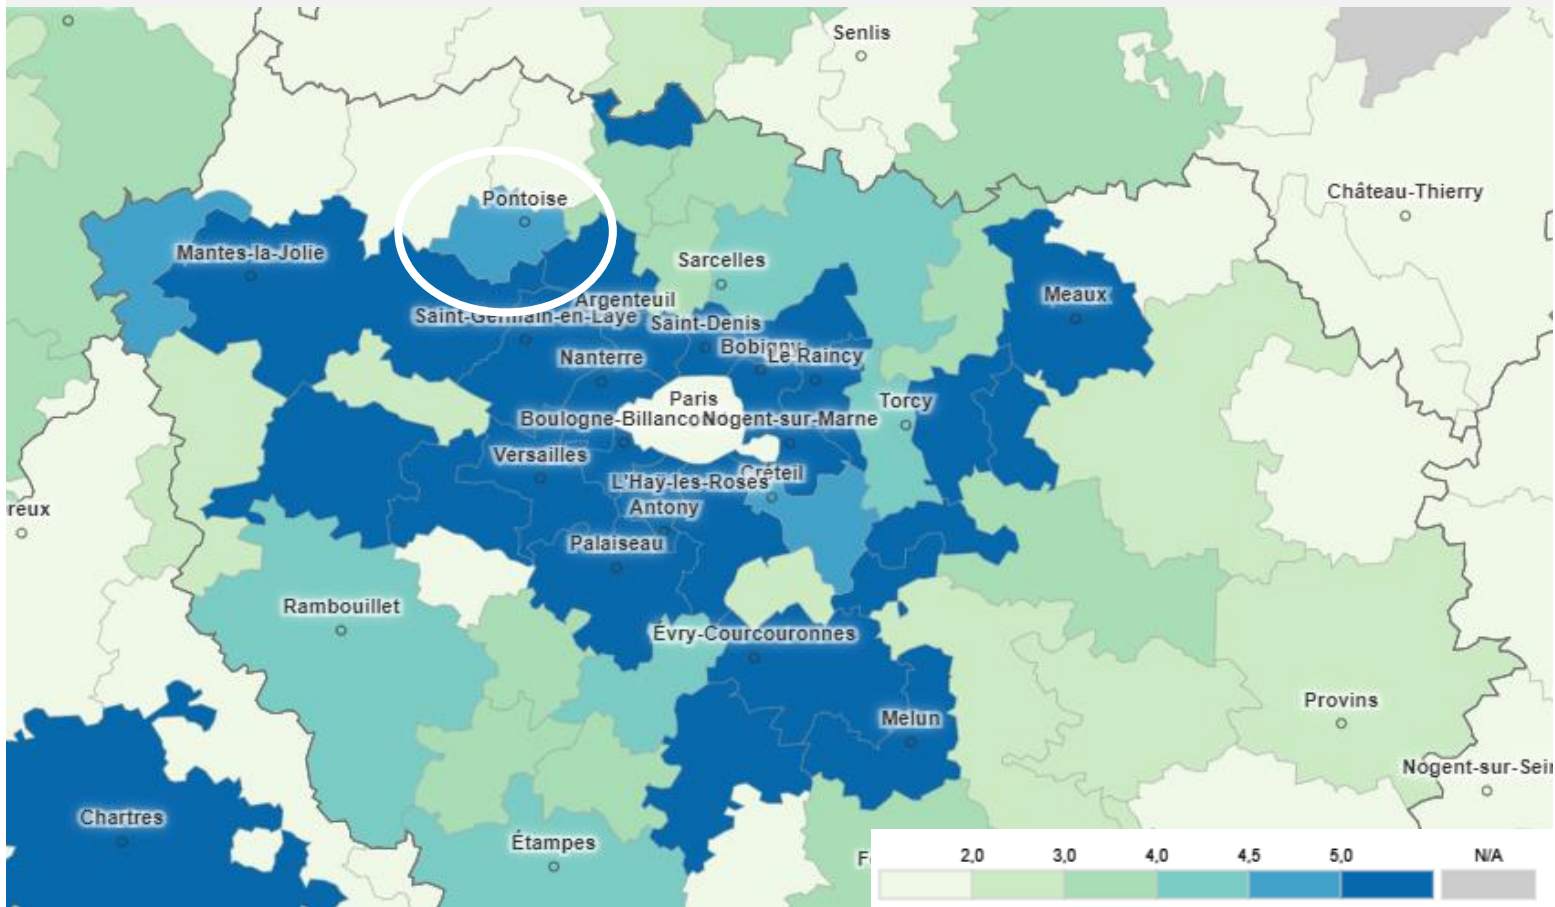 Senlis
Château-Thierry
Pontoise
Mantes-la-Jolie
Sarcelles
Meaux
Argenteuil
Saint-Germain-en-Laye
Saint-Denis
Bobigny
Le Raincy
Nanterre
Paris
Torcy
Boulogne-Billanco
Nogent-sur-Marne
Versailles
Créteil
L'Haÿ-les-Roses
Antony
reux
Palaiseau
Rambouillet
Évry-Courcouronnes
Provins
Melun
Nogent-sur-Sein
Chartres
Étampes
F
2,0 3,0 4,0 4,5 5,0 N/A